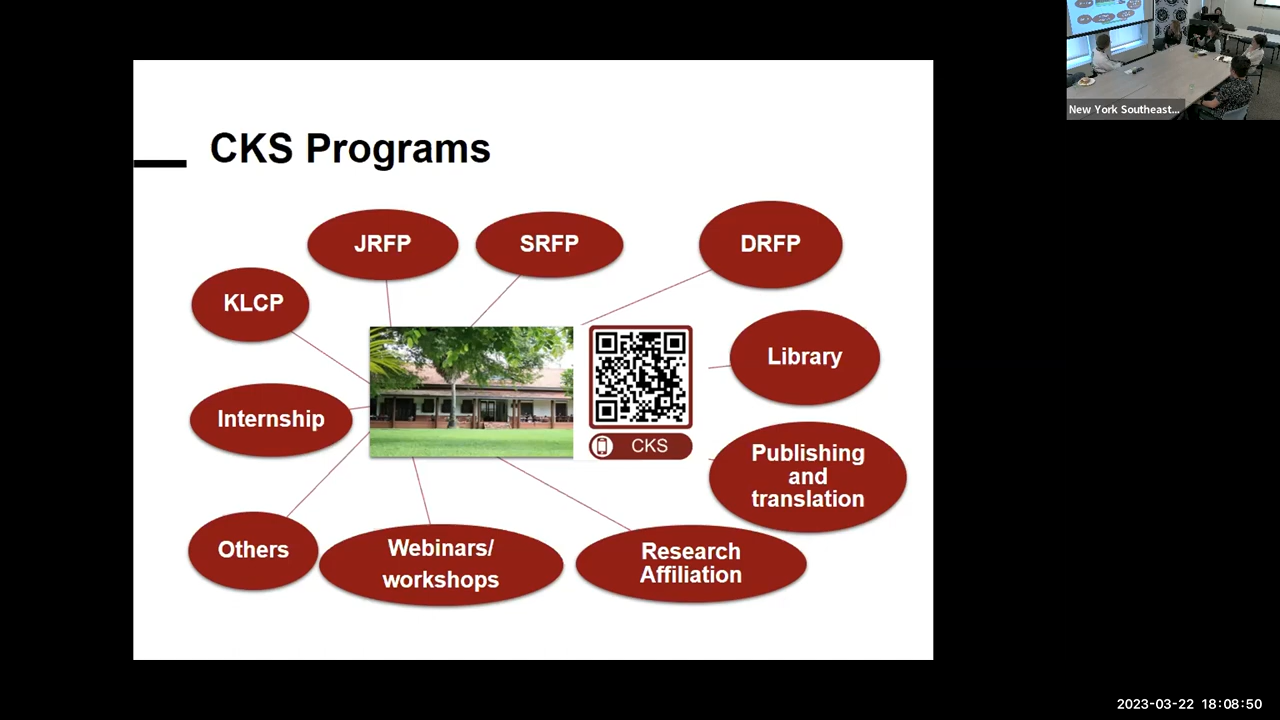 New York Southeast...
CKS Programs
JRFP
SRFP
DRFP
KLCP
Library
Internship
CKS
Publishing
and
translation
Others
Webinars/
workshops
Research
Affiliation
2023-03-22 18:08:50